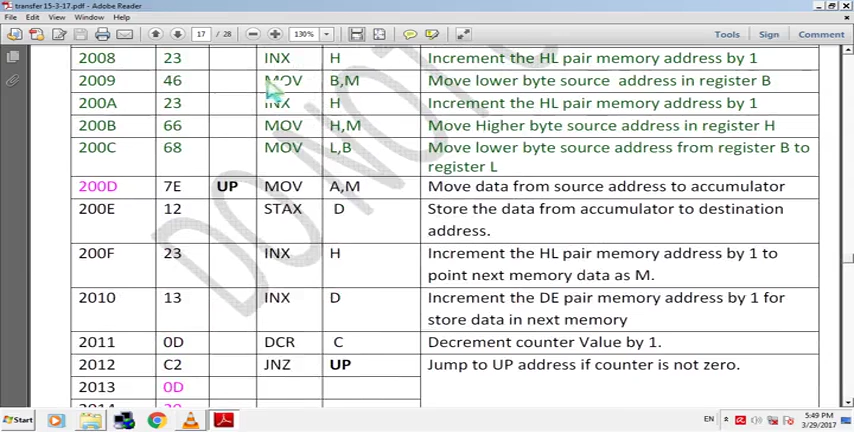 transfer15-3-17.pdf - Adobe Reader
File Edit View Window Help
17 / 28 130% Tools Sign Comment
2008 23 INX H Increment the HL pair memory address by 1
2009 46 MOV B,M Move lower byte source address in register B
200A 23 INX H Increment the HL pair memory address by 1
200B 66 MOV H,M Move Higher byte source address in register H
200C 68 MOV L,B Move lower byte source address from register B to
register L
200D 7E UP MOV A,M Move data from source address to accumulator
200E 12 STAX D Store the data from accumulator to destination
address.
200F 23 INX H Increment the HL pair memory address by 1 to
point next memory data as M.
2010 13 INX D Increment the DE pair memory address by 1 for
store data in next memory
2011 0D DCR C Decrement counter Value by 1.
2012 C2 JNZ UP Jump to UP address if counter is not zero.
2013 0D
DO NOT
Start EN 5:49 PM
3/29/2017